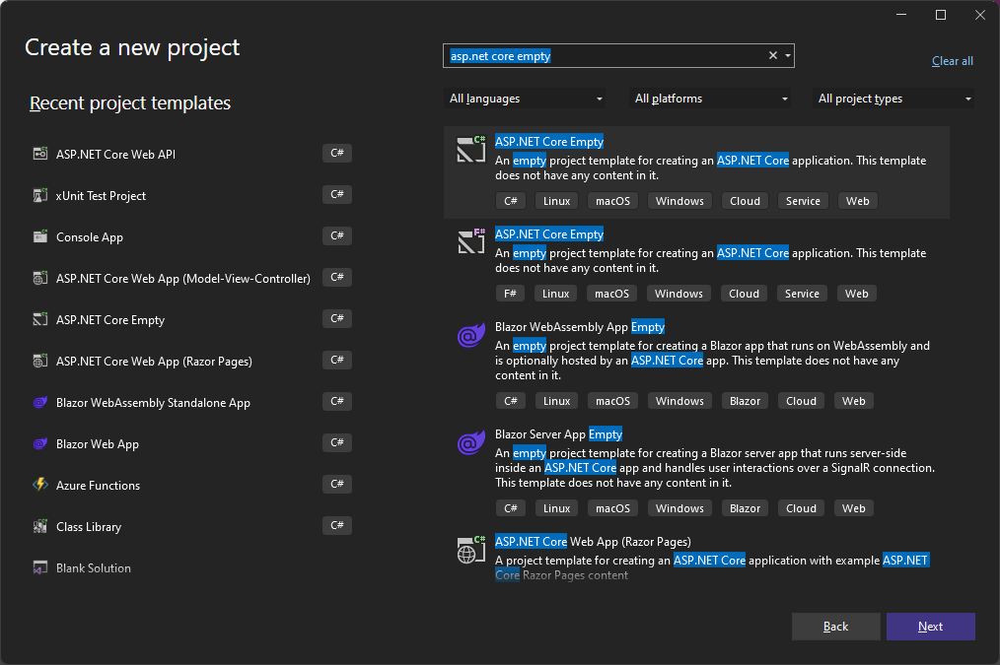 Create a new project
asp.net core empty
Clear all
Recent project templates
All languages
All platforms
All project types
ASP.NET Core Web API
C#
xUnit Test Project
C#
Console App
C#
ASP.NET Core Web App (Model-View-Controller)
C#
ASP.NET Core Empty
C#
ASP.NET Core Web App (Razor Pages)
C#
Blazor WebAssembly Standalone App
C#
Blazor Web App
C#
Azure Functions
C#
Class Library
C#
Blank Solution
C#
ASP.NET Core Empty
An empty project template for creating an ASP.NET Core application. This template
does not have any content in it.
C# Linux macOS Windows Cloud Service Web
F#
ASP.NET Core Empty
An empty project template for creating an ASP.NET Core application. This template
does not have any content in it.
F# Linux macOS Windows Cloud Service Web
Blazor WebAssembly App Empty
An empty project template for creating a Blazor app that runs on WebAssembly and
is optionally hosted by an ASP.NET Core app. This template does not have any
content in it.
C# Linux macOS Windows Blazor Cloud Web
Blazor Server App Empty
An empty project template for creating a Blazor server app that runs server-side
inside an ASP.NET Core app and handles user interactions over a SignalR connection.
This template does not have any content in it.
C# Linux macOS Windows Blazor Cloud Web
C#
ASP.NET Core Web App (Razor Pages)
A project template for creating an ASP.NET Core application with example ASP.NET
Core Razor Pages content
Back
Next